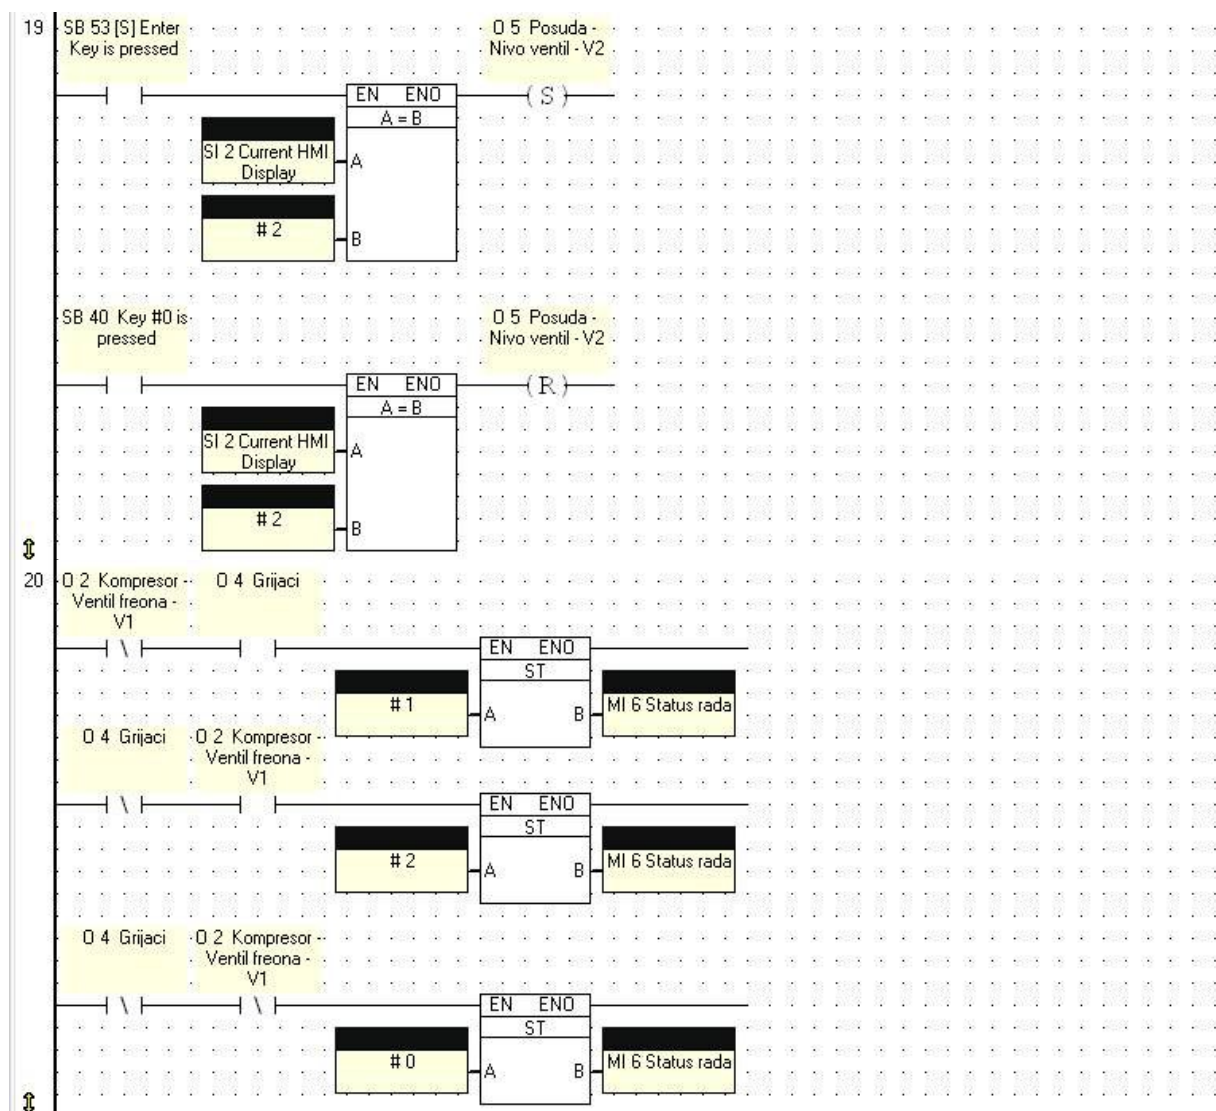 19
SB 53 [S] Enter
Key is pressed
O 5 Posuda -
Nivo ventil - V2
EN ENO
( S )
A = B
SI 2 Current HMI
Display
A
# 2
B
SB 40 Key #0 is
pressed
O 5 Posuda -
Nivo ventil - V2
EN ENO
( R )
A = B
SI 2 Current HMI
Display
A
# 2
B
20
O 2 Kompresor -
Ventil freona -
V1
O 4 Grijaci
EN ENO
ST
# 1
A B
MI 6 Status rada
O 4 Grijaci
O 2 Kompresor -
Ventil freona -
V1
EN ENO
ST
# 2
A B
MI 6 Status rada
O 4 Grijaci
O 2 Kompresor -
Ventil freona -
V1
EN ENO
ST
# 0
A B
MI 6 Status rada